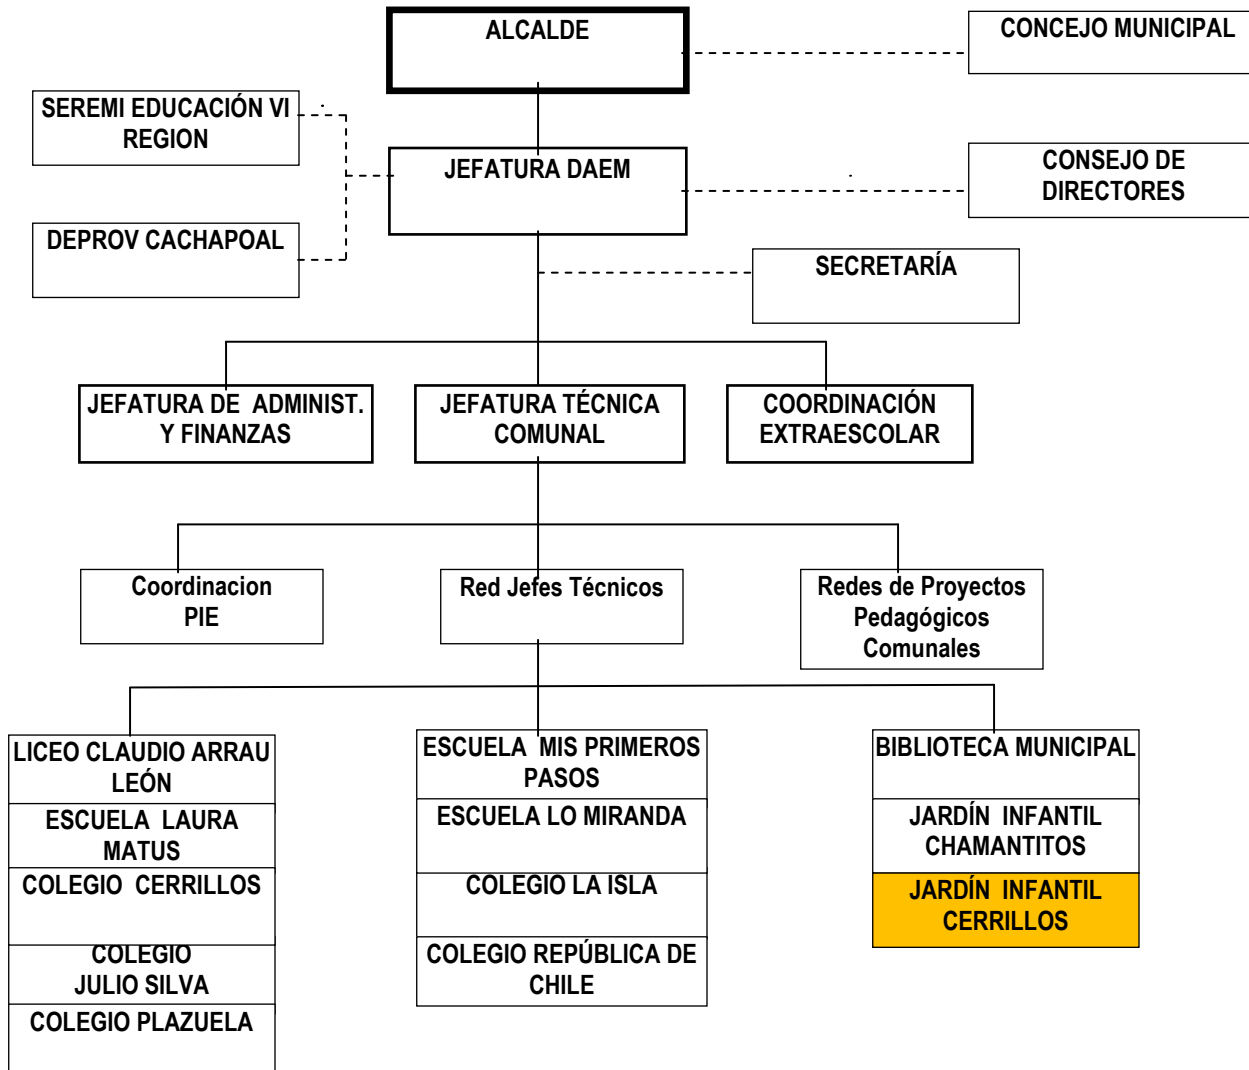 ALCALDE
CONCEJO MUNICIPAL
SEREMI EDUCACIÓN VI
REGION
JEFATURA DAEM
CONSEJO DE
DIRECTORES
DEPROV CACHAPOAL
SECRETARÍA
JEFATURA DE ADMINIST.
Y FINANZAS
JEFATURA TÉCNICA
COMUNAL
COORDINACIÓN
EXTRAESCOLAR
Coordinacion
PIE
Red Jefes Técnicos
Redes de Proyectos
Pedagógicos
Comunales
LICEO CLAUDIO ARRAU
LEÓN
ESCUELA LAURA
MATUS
COLEGIO CERRILLOS
COLEGIO
JULIO SILVA
COLEGIO PLAZUELA
ESCUELA MIS PRIMEROS
PASOS
ESCUELA LO MIRANDA
COLEGIO LA ISLA
COLEGIO REPÚBLICA DE
CHILE
BIBLIOTECA MUNICIPAL
JARDÍN INFANTIL
CHAMANTITOS
JARDÍN INFANTIL
CERRILLOS